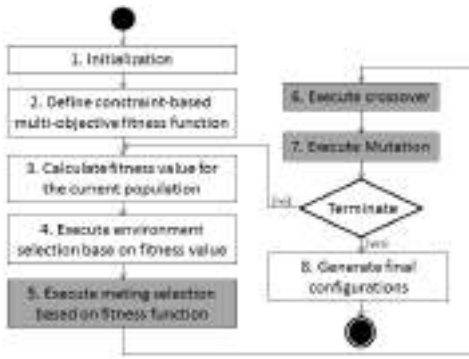 1. Initialization
2. Define constraint-based
multi-objective fitness function
3. Calculate fitness value for
the current population
4. Execute environment
selection base on fitness value
5. Execute mating selection
based on fitness function
6. Execute crossover
7. Execute Mutation
[no]
Terminate
[yes]
8. Generate final
configurations